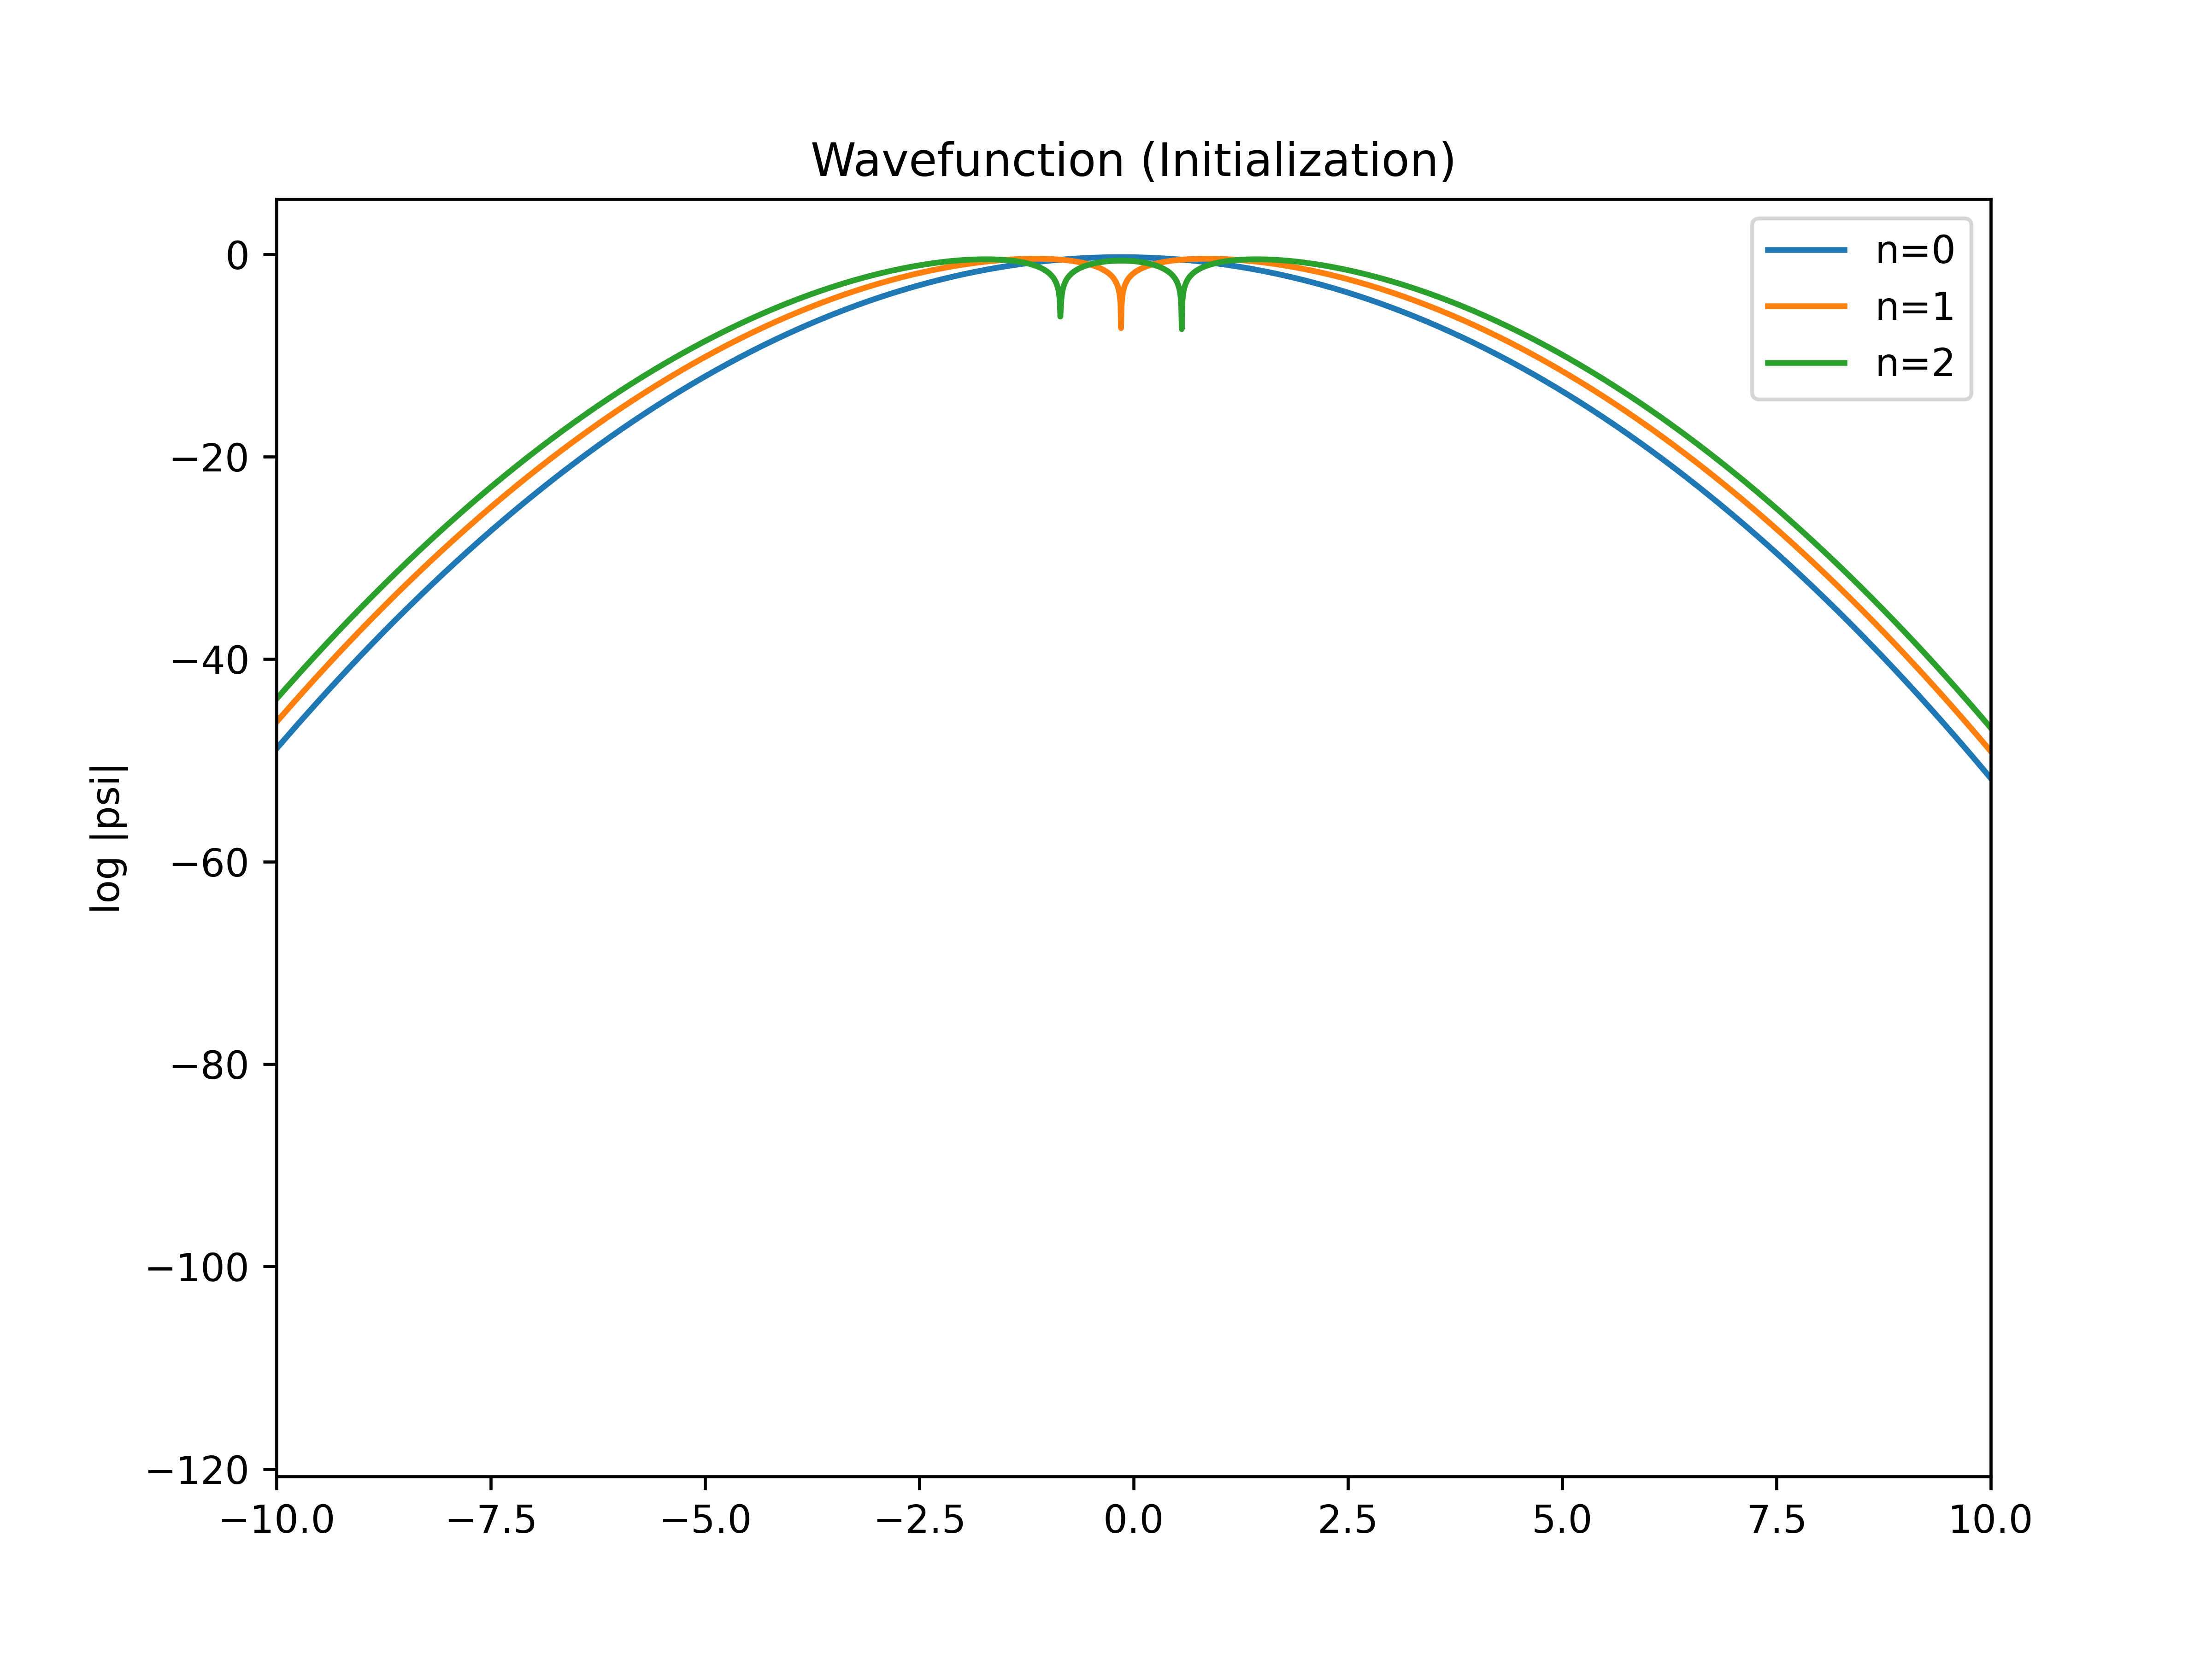 Wavefunction (Initialization)
n=0
n=1
n=2
log |psi|
0
−20
−40
−60
−80
−100
−120
−10.0 −7.5 −5.0 −2.5 0.0 2.5 5.0 7.5 10.0